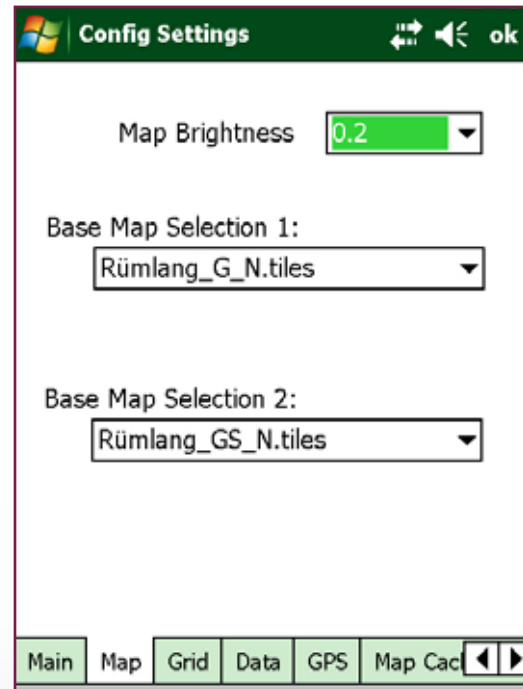 Config Settings ok
Map Brightness 0.2
Base Map Selection 1:
Rümlang_G_N.tiles
Base Map Selection 2:
Rümlang_GS_N.tiles
Main Map Grid Data GPS Map Cac